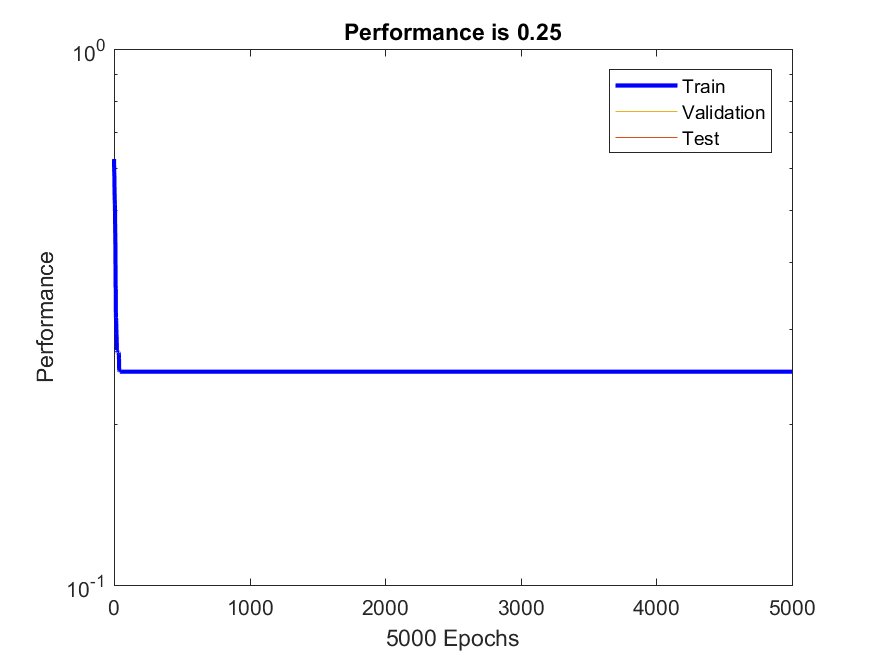 Performance is 0.25
10^0
Train
Validation
Test
Performance
10^-1
0 1000 2000 3000 4000 5000
5000 Epochs